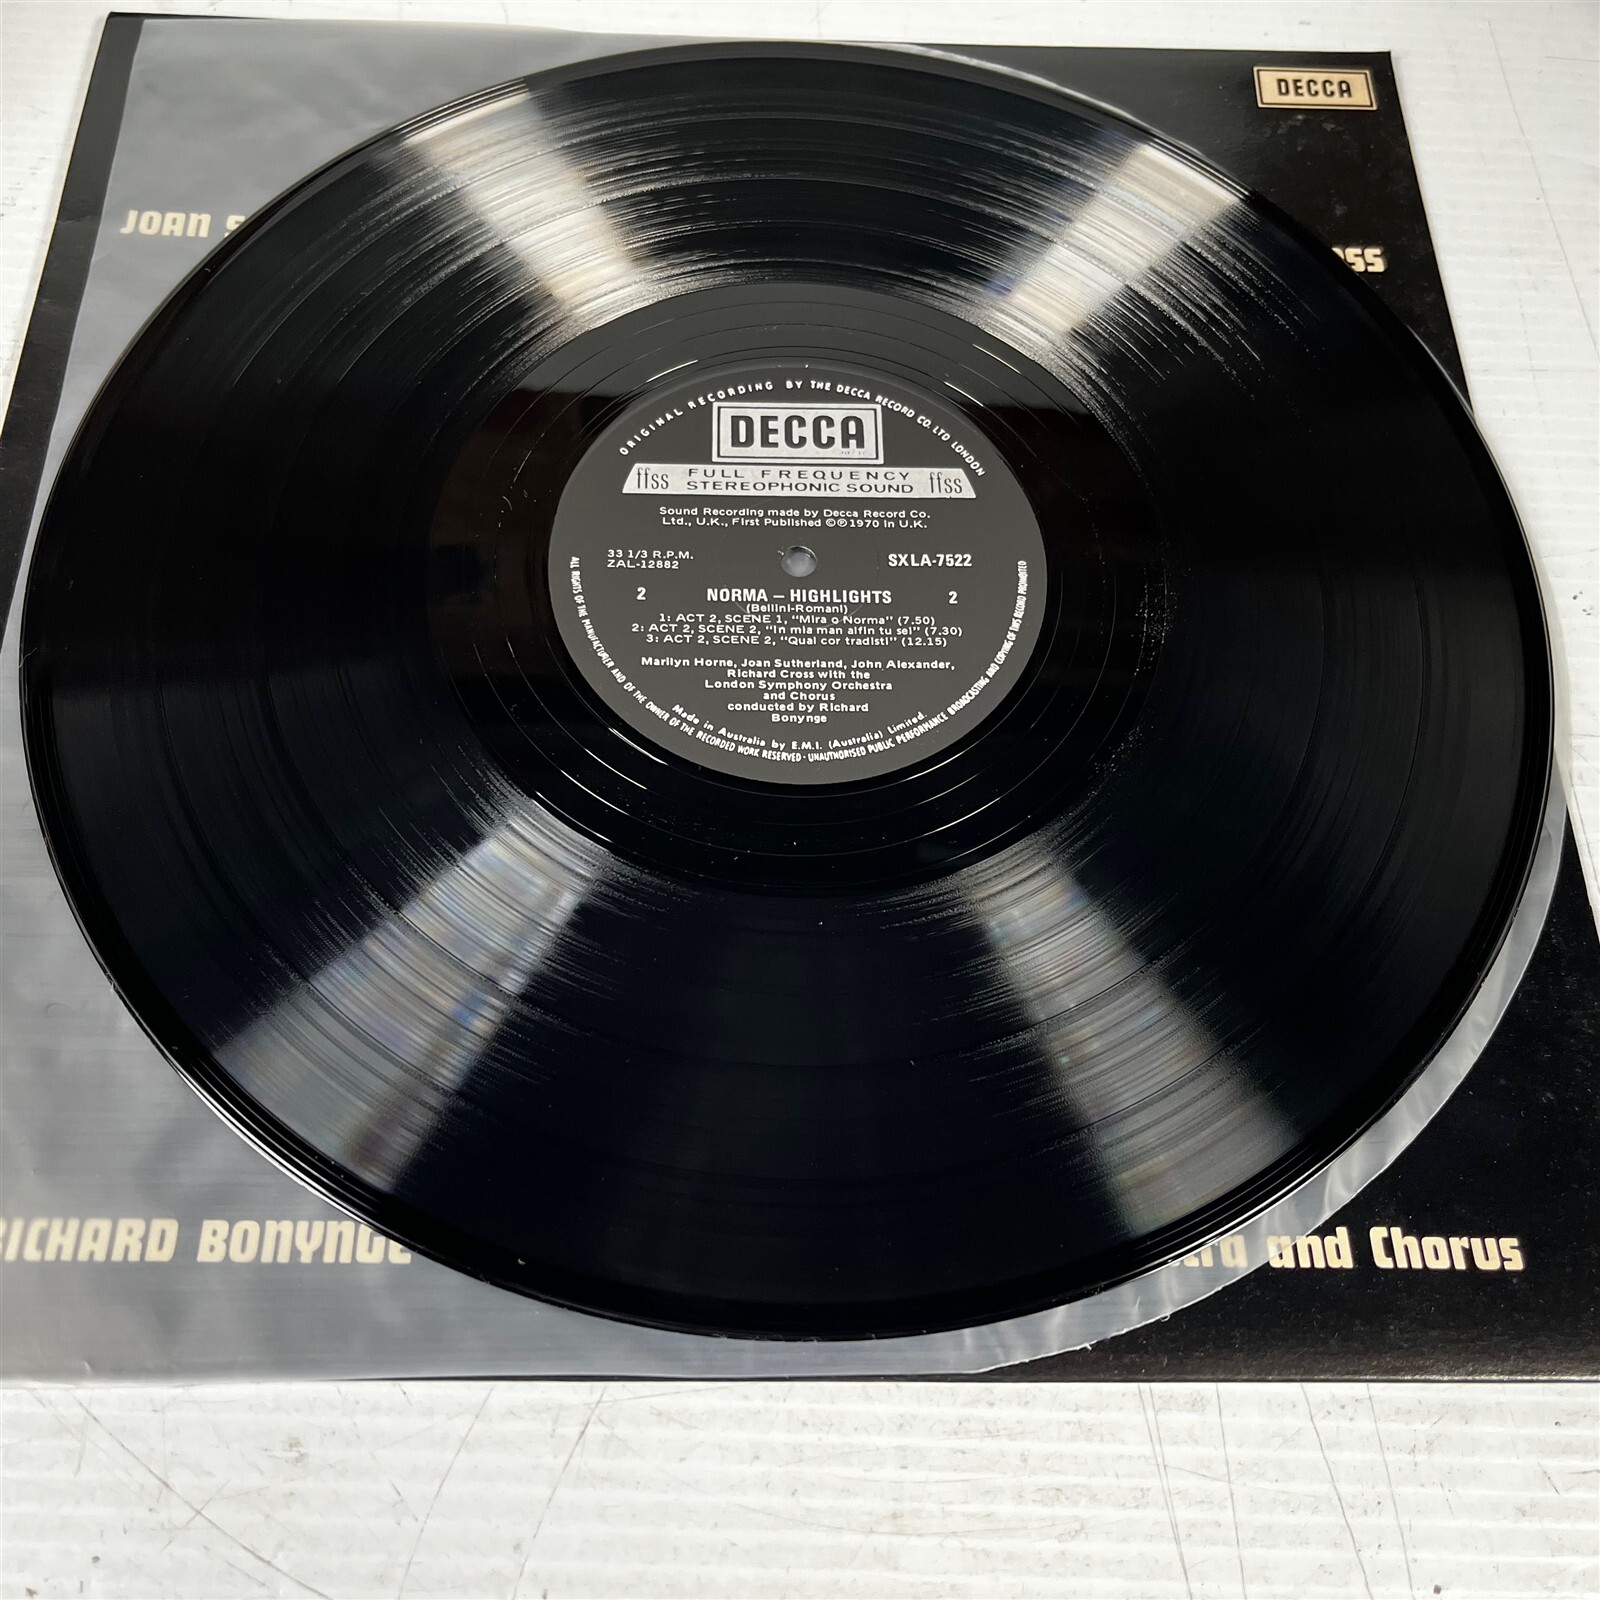 DECCA
JOAN S
OSS
ORIGINAL RECORDING BY THE DECCA RECORD CO. LTD LONDON
DECCA
ffss FULL FREQUENCY ffss
STEREOPHONIC SOUND
Sound Recording made by Decca Record Co.
Ltd., U.K., First Published ©℗1970 in U.K.
33 1/3 R.P.M. SXLA-7522
ZAL-12882
2 NORMA – HIGHLIGHTS 2
(Bellini-Romani)
1: ACT 2, SCENE 1, "Mira o Norma" (7.50)
2: ACT 2, SCENE 2, "In mia man alfin tu sei" (7.30)
3: ACT 2, SCENE 2, "Qual cor tradisti" (12.15)
Marilyn Horne, Joan Sutherland, John Alexander,
Richard Cross with the
London Symphony Orchestra
and Chorus
conducted by Richard
Bonynge
Made in Australia by E.M.I. (Australia) Limited.
ALL RIGHTS OF THE MANUFACTURER AND OF THE OWNER OF THE RECORDED WORK RESERVED · UNAUTHORISED PUBLIC PERFORMANCE BROADCASTING AND COPYING OF THIS RECORD PROHIBITED
RICHARD BONYNGE
tra and Chorus